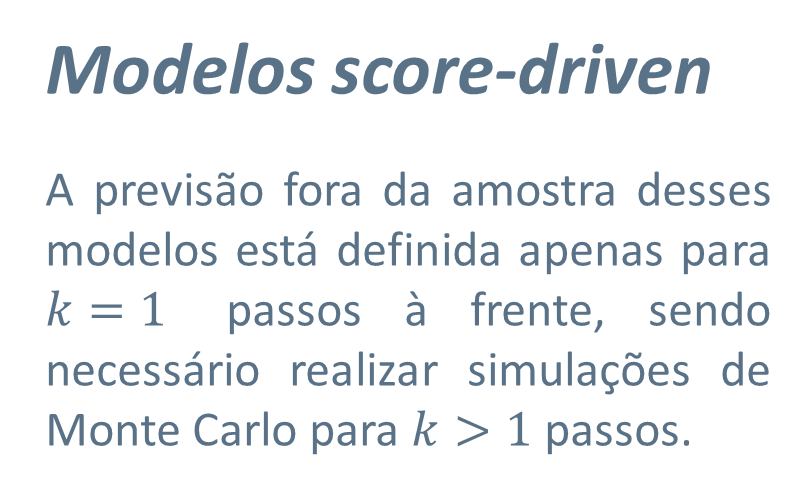 Modelos score-driven
A previsão fora da amostra desses
modelos está definida apenas para
k = 1 passos à frente, sendo
necessário realizar simulações de
Monte Carlo para k > 1 passos.